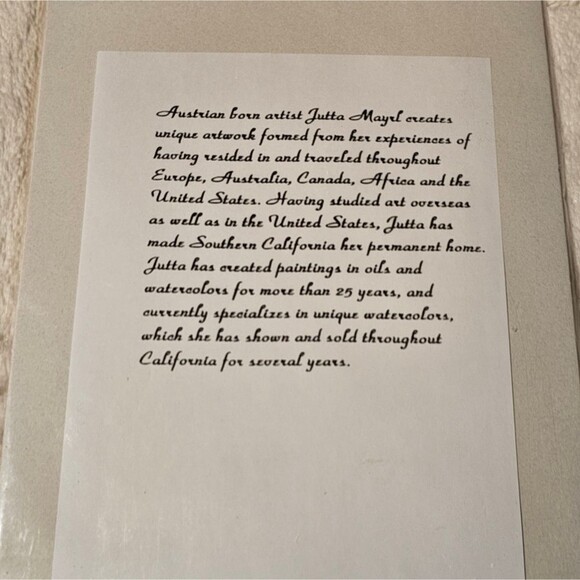 Austrian born artist Jutta Mayrl creates
unique artwork formed from her experiences of
having resided in and traveled throughout
Europe, Australia, Canada, Africa and the
United States. Having studied art overseas
as well as in the United States, Jutta has
made Southern California her permanent home.
Jutta has created paintings in oils and
watercolors for more than 25 years, and
currently specializes in unique watercolors,
which she has shown and sold throughout
California for several years.